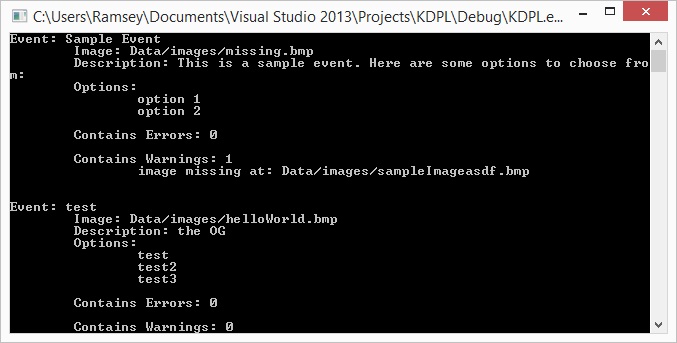 C:\Users\Ramsey\Documents\Visual Studio 2013\Projects\KDPL\Debug\KDPL.e...
Event: Sample Event
Image: Data/images/missing.bmp
Description: This is a sample event. Here are some options to choose fro
m:
Options:
option 1
option 2
Contains Errors: 0
Contains Warnings: 1
image missing at: Data/images/sampleImageasdf.bmp
Event: test
Image: Data/images/helloWorld.bmp
Description: the OG
Options:
test
test2
test3
Contains Errors: 0
Contains Warnings: 0